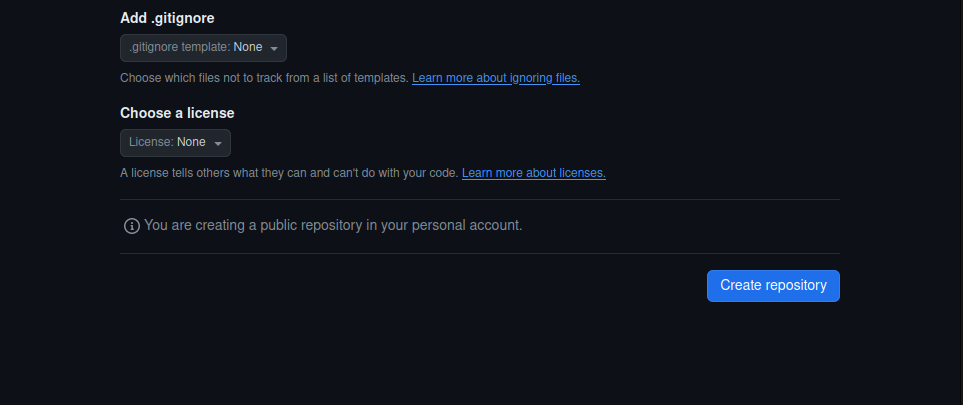 Add .gitignore
.gitignore template: None
Choose which files not to track from a list of templates. Learn more about ignoring files.
Choose a license
License: None
A license tells others what they can and can't do with your code. Learn more about licenses.
You are creating a public repository in your personal account.
Create repository